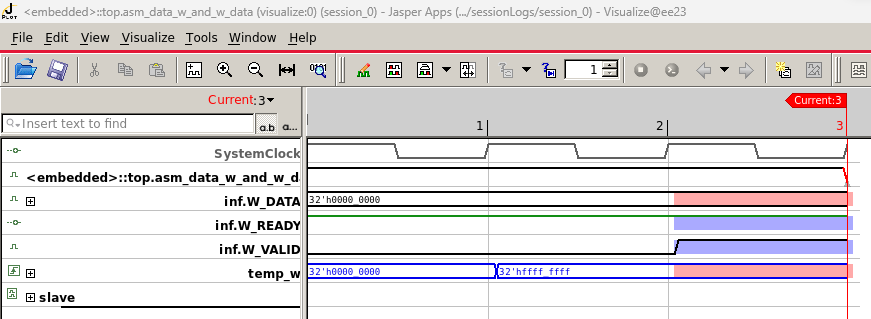 J
PLOT
<embedded>::top.asm_data_w_and_w_data (visualize:0) (session_0) - Jasper Apps (.../sessionLogs/session_0) - Visualize@ee23
File Edit View Visualize Tools Window Help
0101
1
Current:3
Current:3
Insert text to find
a.b
a...
1 2 3
SystemClock
<embedded>::top.asm_data_w_and_w_d
inf.W_DATA 32'h0000_0000
inf.W_READY
inf.W_VALID
temp_w 32'h0000_0000 32'hffff_ffff
slave